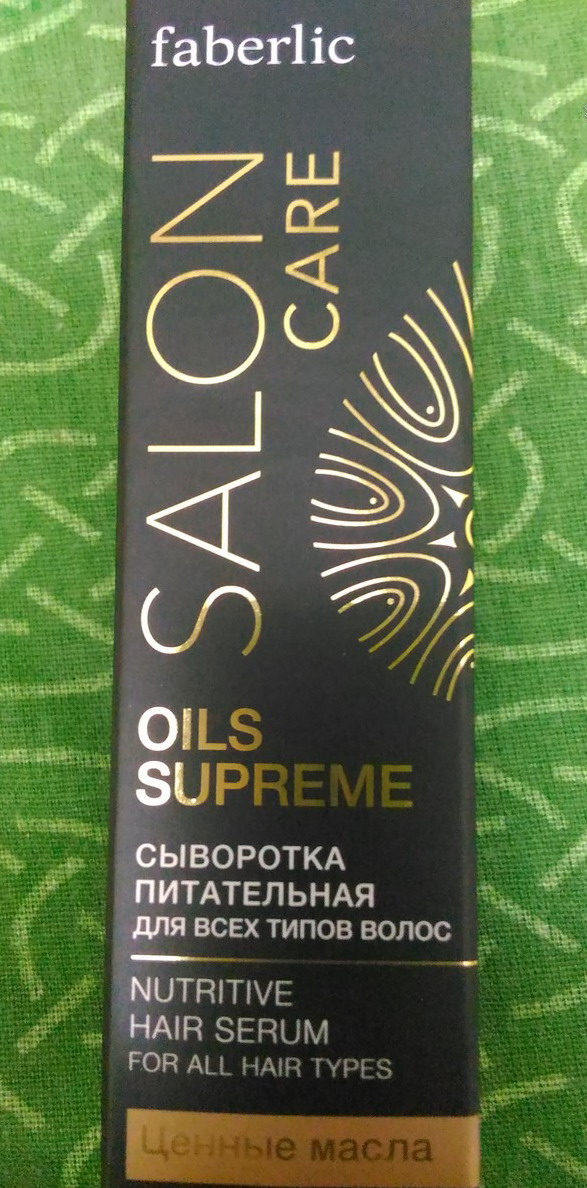 faberlic
SALON
CARE
OILS
SUPREME
СЫВОРОТКА
ПИТАТЕЛЬНАЯ
ДЛЯ ВСЕХ ТИПОВ ВОЛОС
NUTRITIVE
HAIR SERUM
FOR ALL HAIR TYPES
Ценные масла